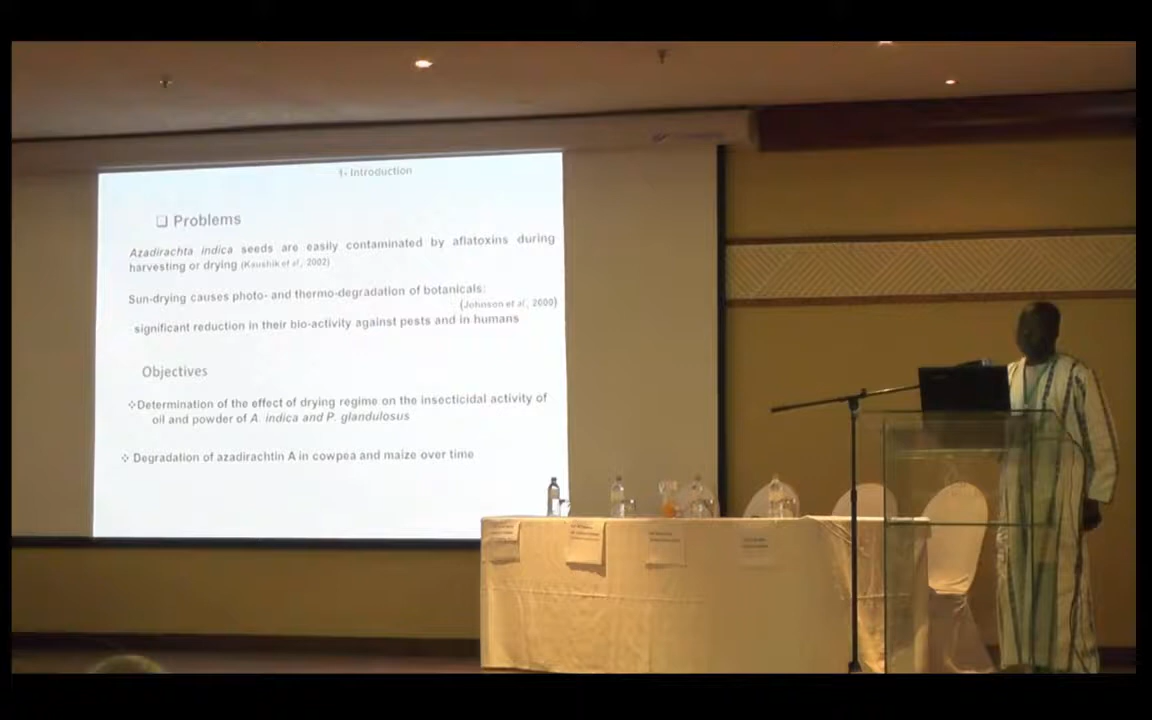 1- Introduction
❑ Problems
Azadirachta indica seeds are easily contaminated by aflatoxins during
harvesting or drying (Kaushik et al., 2002)
Sun-drying causes photo- and thermo-degradation of botanicals:
(Johnson et al., 2000)
significant reduction in their bio-activity against pests and in humans
Objectives
❖Determination of the effect of drying regime on the insecticidal activity of
oil and powder of A. indica and P. glandulosus
❖ Degradation of azadirachtin A in cowpea and maize over time